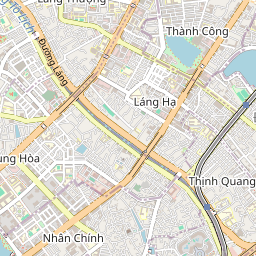 Láng Thượng
Thành Công
Đường Láng
Láng Hạ
ung Hòa
Thịnh Quang
Nhân Chính